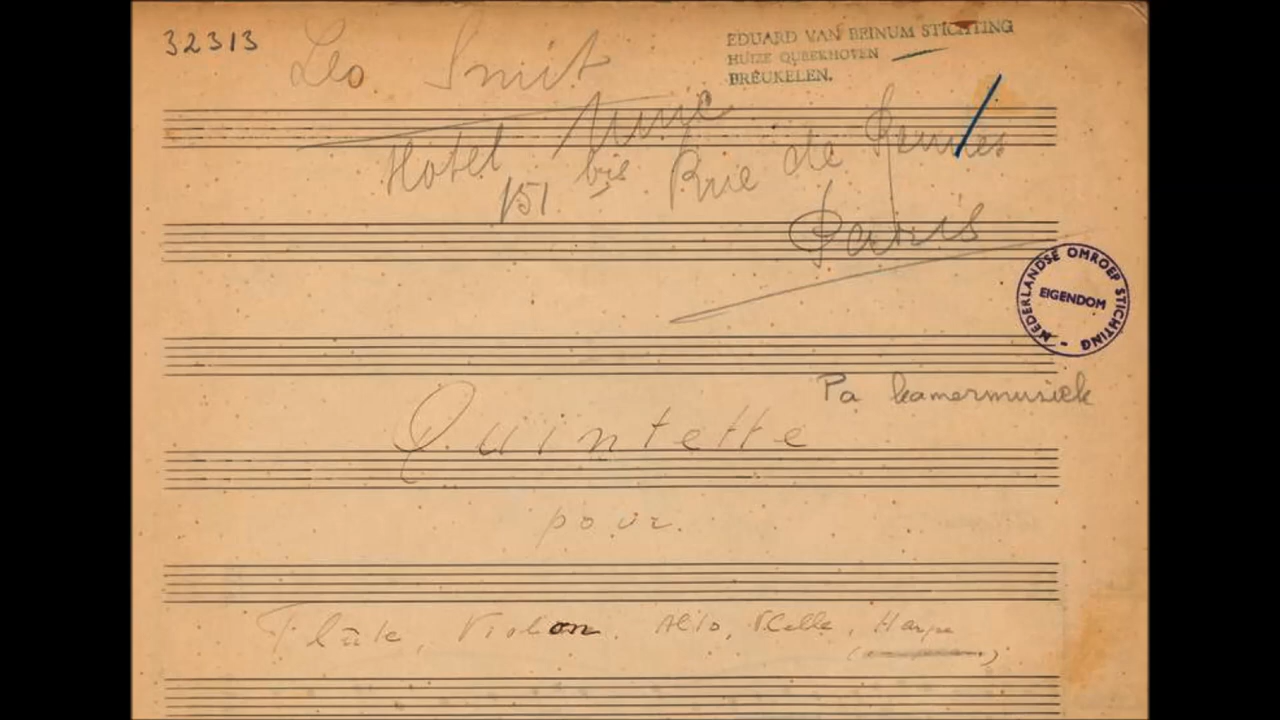 32313
Leo Smit
EDUARD VAN BEINUM STICHTING
HUIZE QUEEKHOVEN
BREUKELEN.
Hotel
151 bis Rue de Rennes
Paris
NEDERLANDSE OMROEP STICHTING -
EIGENDOM
Pa kamermusiek
Quintette
pour
Flûte, Violon, Alto, Vcelle, Harpe